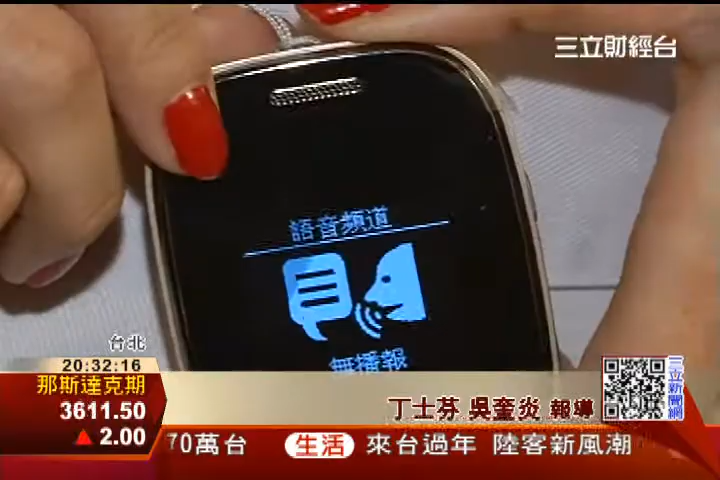 三立財經台
語音頻道
無播報
台北
20:32:16
那斯達克期
3611.50
2.00
丁士芬 吳奎炎 報導
三立新聞網
70萬台 生活 來台過年 陸客新風潮